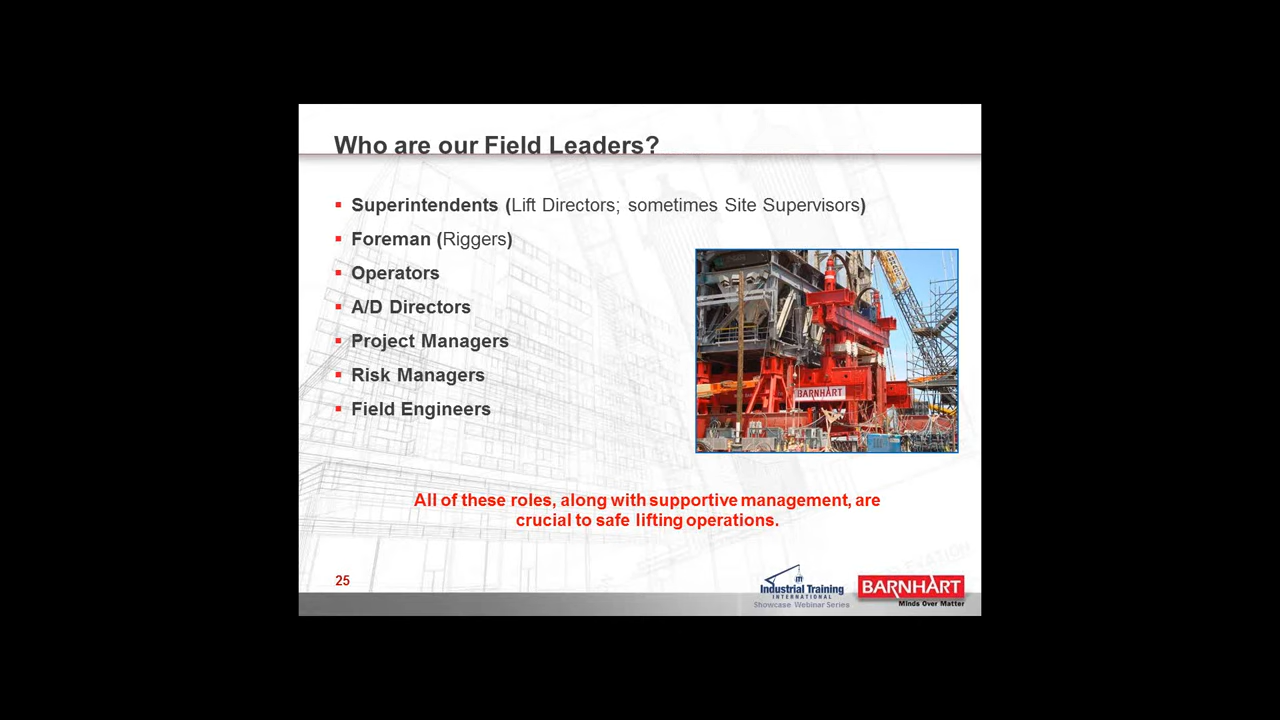 Who are our Field Leaders?
▪ Superintendents (Lift Directors; sometimes Site Supervisors)
▪ Foreman (Riggers)
▪ Operators
▪ A/D Directors
▪ Project Managers
▪ Risk Managers
▪ Field Engineers
BARNHART
All of these roles, along with supportive management, are
crucial to safe lifting operations.
25
iti
Industrial Training
INTERNATIONAL
Showcase Webinar Series
BARNHART
Minds Over Matter